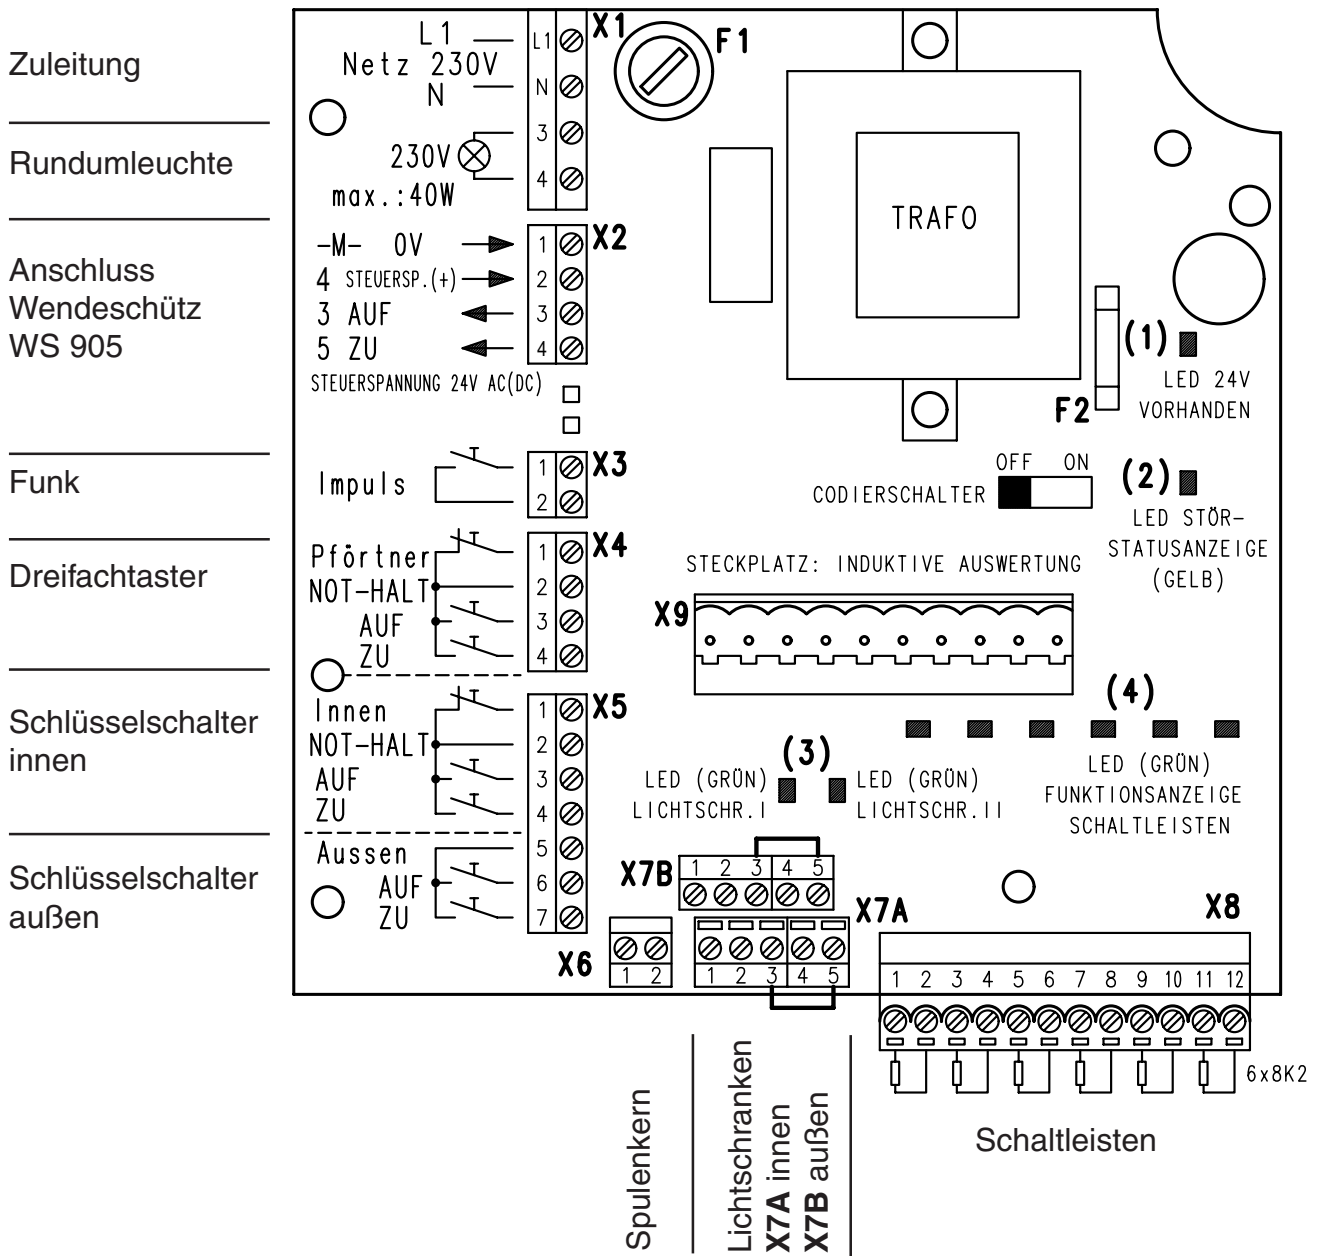 Zuleitung
Rundumleuchte
Anschluss
Wendeschütz
WS 905
Funk
Dreifachtaster
Schlüsselschalter
innen
Schlüsselschalter
außen
L1
Netz 230V
N
230V
max.:40W
L1
N
3
4
X1
F1
-M- 0V
4 STEUERSP.(+)
3 AUF
5 ZU
STEUERSPANNUNG 24V AC(DC)
1
2
3
4
X2
Impuls
1
2
X3
Pförtner
NOT-HALT
AUF
ZU
1
2
3
4
X4
Innen
NOT-HALT
AUF
ZU
1
2
3
4
X5
Aussen
AUF
ZU
5
6
7
TRAFO
F2
(1)
LED 24V
VORHANDEN
OFF ON
CODIERSCHALTER
(2)
LED STÖR-
STATUSANZEIGE
(GELB)
STECKPLATZ: INDUKTIVE AUSWERTUNG
X9
(3)
LED (GRÜN)
LICHTSCHR.I
LED (GRÜN)
LICHTSCHR.II
(4)
LED (GRÜN)
FUNKTIONSANZEIGE
SCHALTLEISTEN
X7B
1 2 3 4 5
X7A
1 2 3 4 5
X6
1 2
X8
1 2 3 4 5 6 7 8 9 10 11 12
6x8K2
Spulenkern
Lichtschranken
X7A innen
X7B außen
Schaltleisten